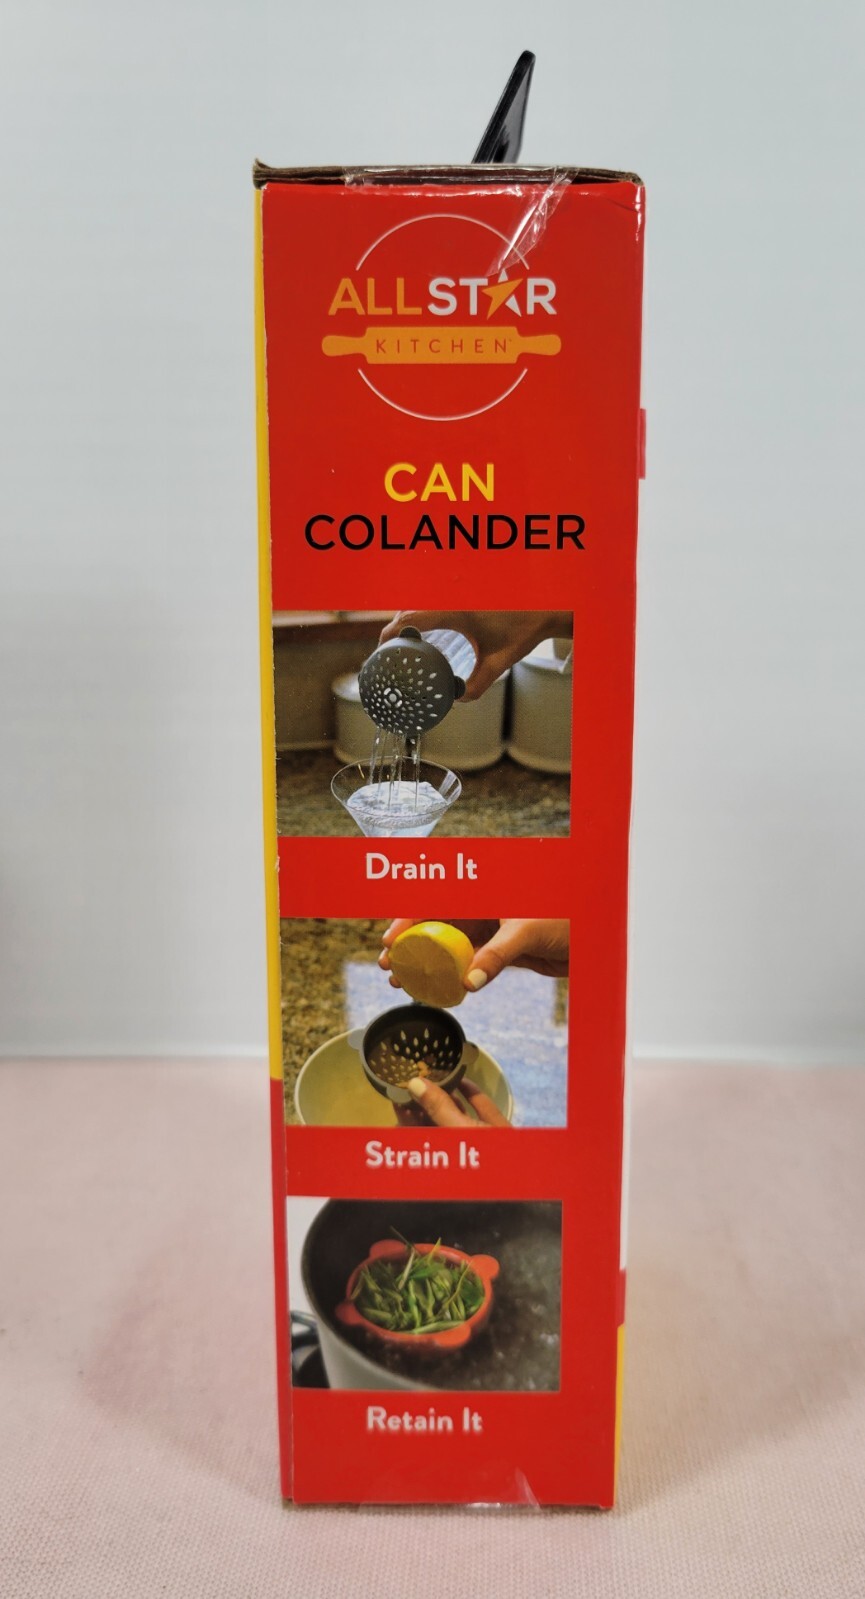 ALLSTAR
KITCHEN
CAN
COLANDER
Drain It
Strain It
Retain It